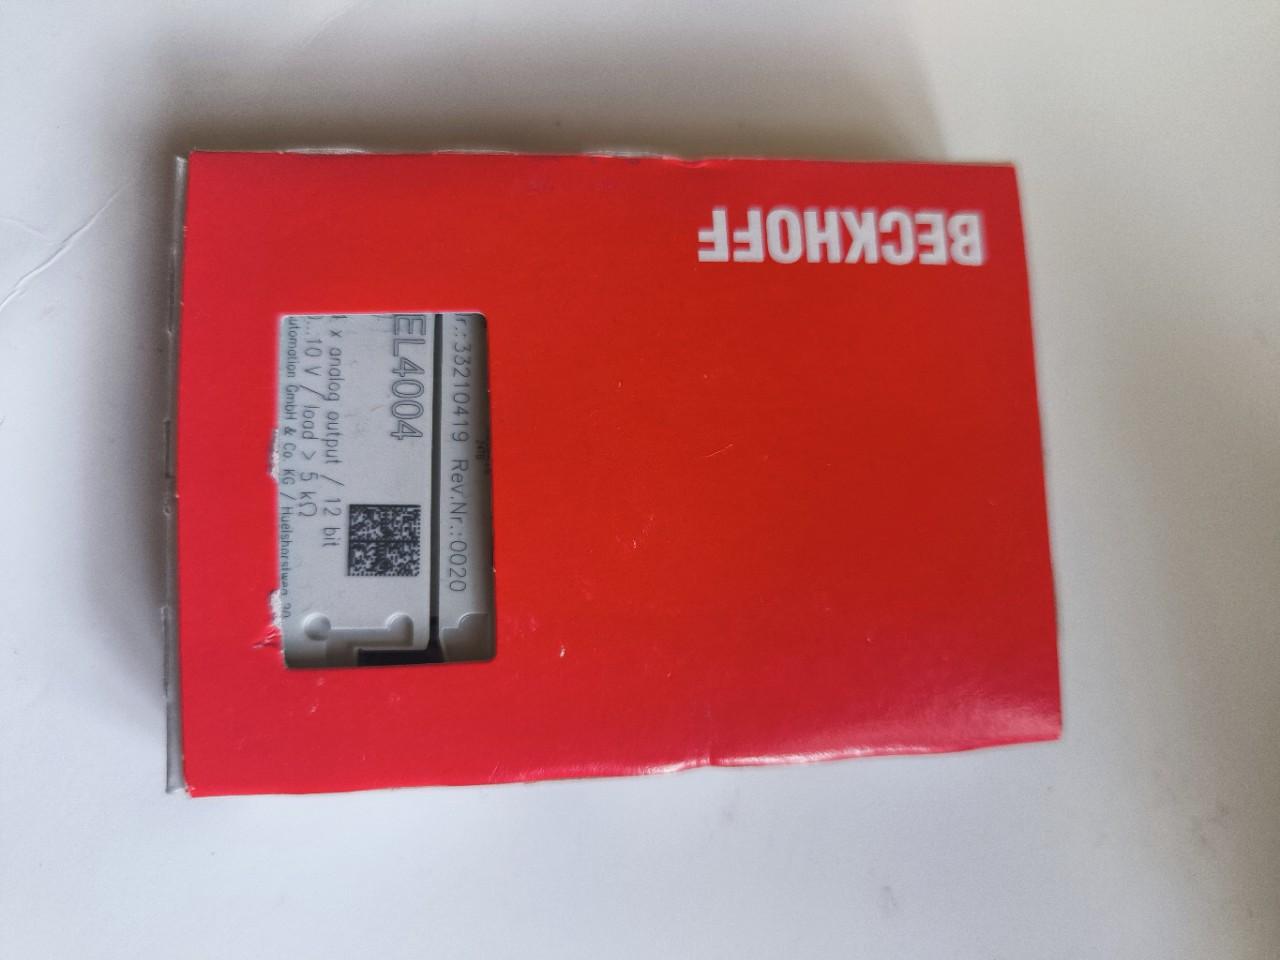 BECKHOFF
r.:33210419 Rev.Nr.:0020
EL4004
x analog output / 12 bit
...10 V / load > 5 kΩ
utomation GmbH & Co. KG / Huelshorstweg 20